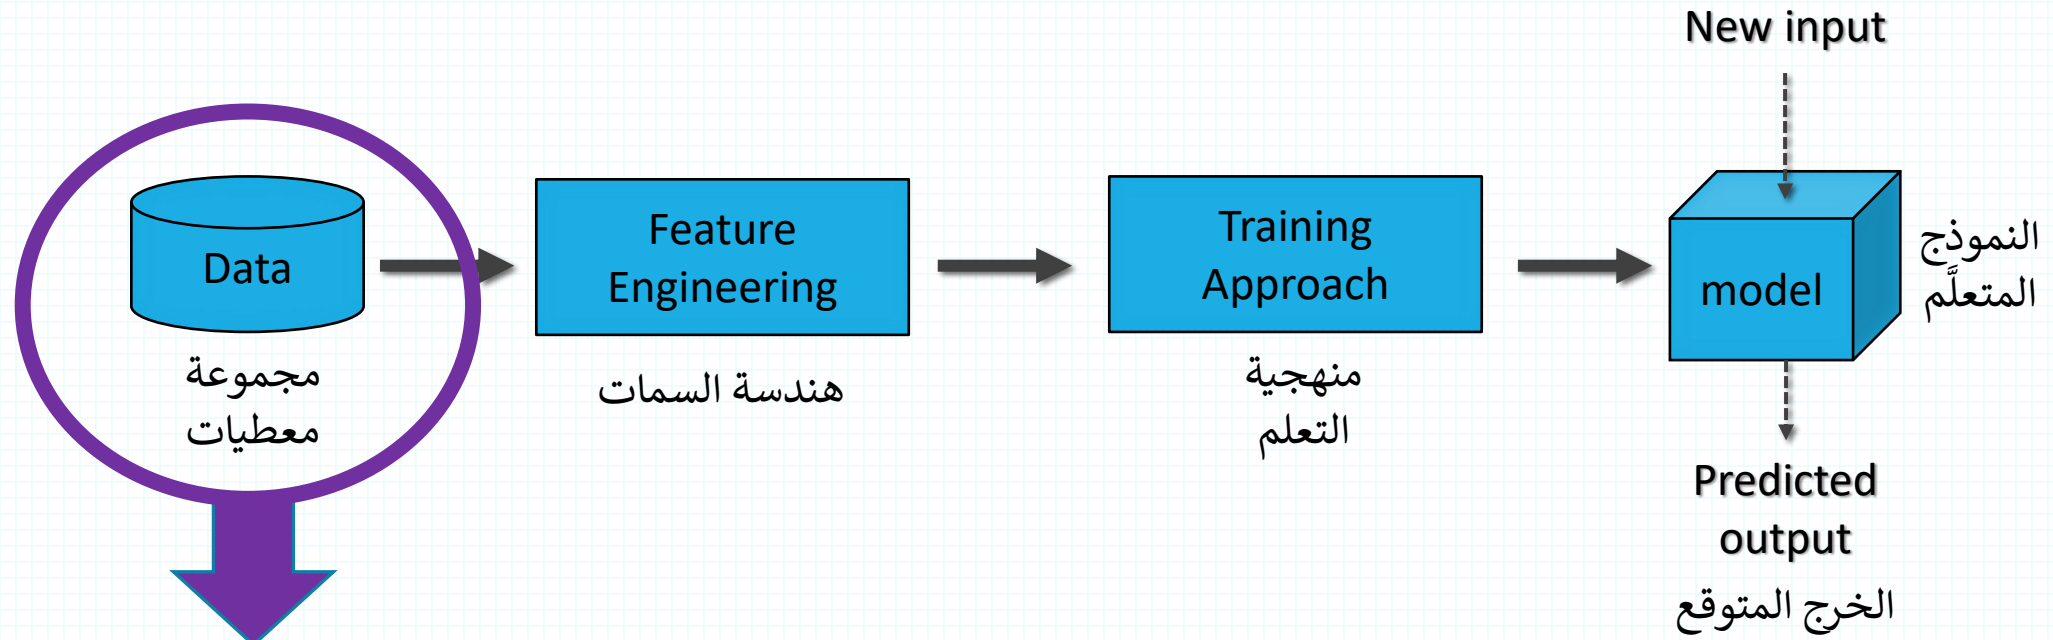 New input
Data
مجموعة
معطيات
Feature
Engineering
هندسة السمات
Training
Approach
منهجية
التعلم
model
النموذج
المتعلَّم
Predicted
output
الخرج المتوقع